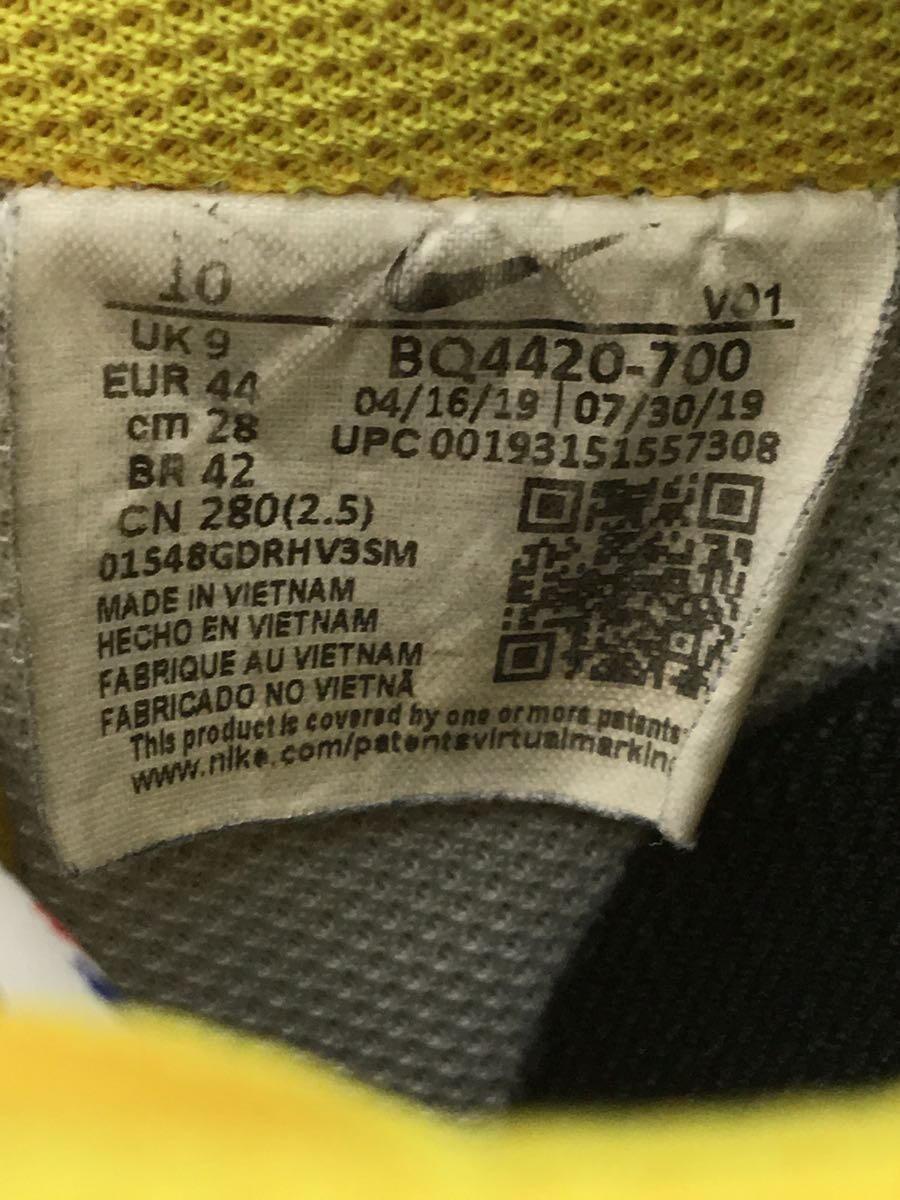 10
VO1
UK 9
EUR 44
cm 28
BR 42
CN 280(2.5)
BQ4420-700
04/16/19 | 07/30/19
UPC 00193151557308
01548GDRHV3SM
MADE IN VIETNAM
HECHO EN VIETNAM
FABRIQUE AU VIETNAM
FABRICADO NO VIETNÃ
This product is covered by one or more patents
www.nike.com/patentsvirtualmarking